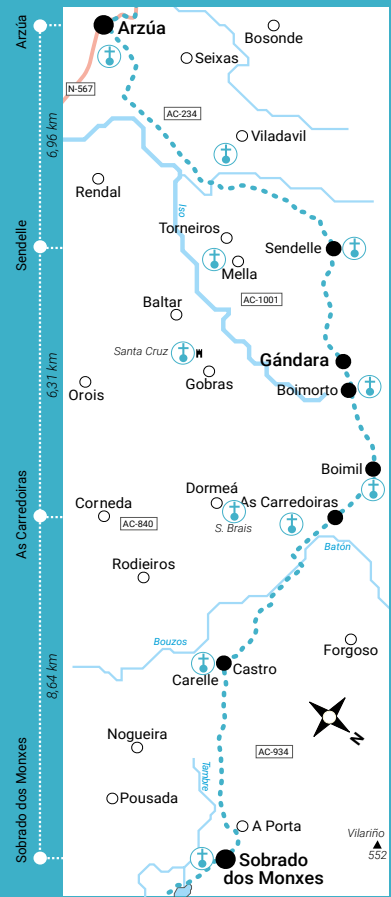 Arzúa
6,96 km
Sendelle
6,31 km
As Carredoiras
8,64 km
Sobrado dos Monxes
Arzúa
Bosonde
Seixas
N-567
AC-234
Viladavil
Rendal
Iso
Torneiros
Sendelle
Mella
AC-1001
Baltar
Santa Cruz
Gándara
Gobras
Orois
Boimorto
Boimil
Dormeá
As Carredoiras
Corneda
AC-840
S. Brais
Batón
Rodieiros
Bouzos
Forgoso
Castro
Carelle
N
Nogueira
AC-934
Tambre
Pousada
A Porta
Vilariño
552
Sobrado
dos Monxes